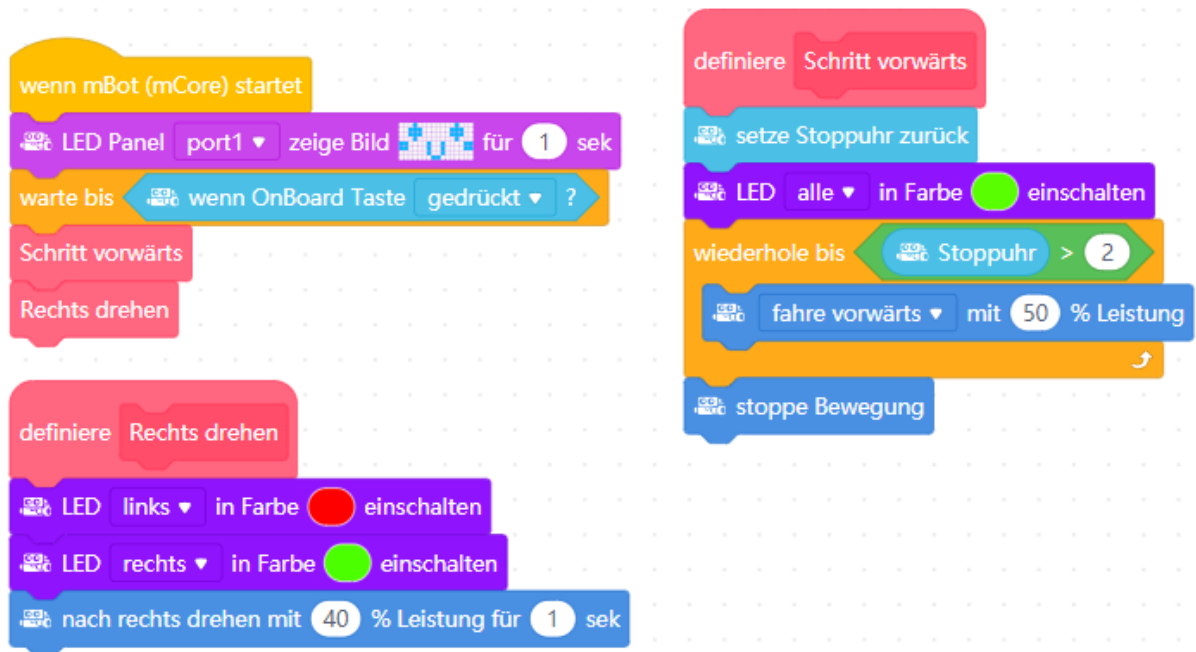 wenn mBot (mCore) startet
LED Panel port1 zeige Bild für 1 sek
warte bis wenn OnBoard Taste gedrückt ?
Schritt vorwärts
Rechts drehen
definiere Rechts drehen
LED links in Farbe einschalten
LED rechts in Farbe einschalten
nach rechts drehen mit 40 % Leistung für 1 sek
definiere Schritt vorwärts
setze Stoppuhr zurück
LED alle in Farbe einschalten
wiederhole bis Stoppuhr > 2
fahre vorwärts mit 50 % Leistung
stoppe Bewegung